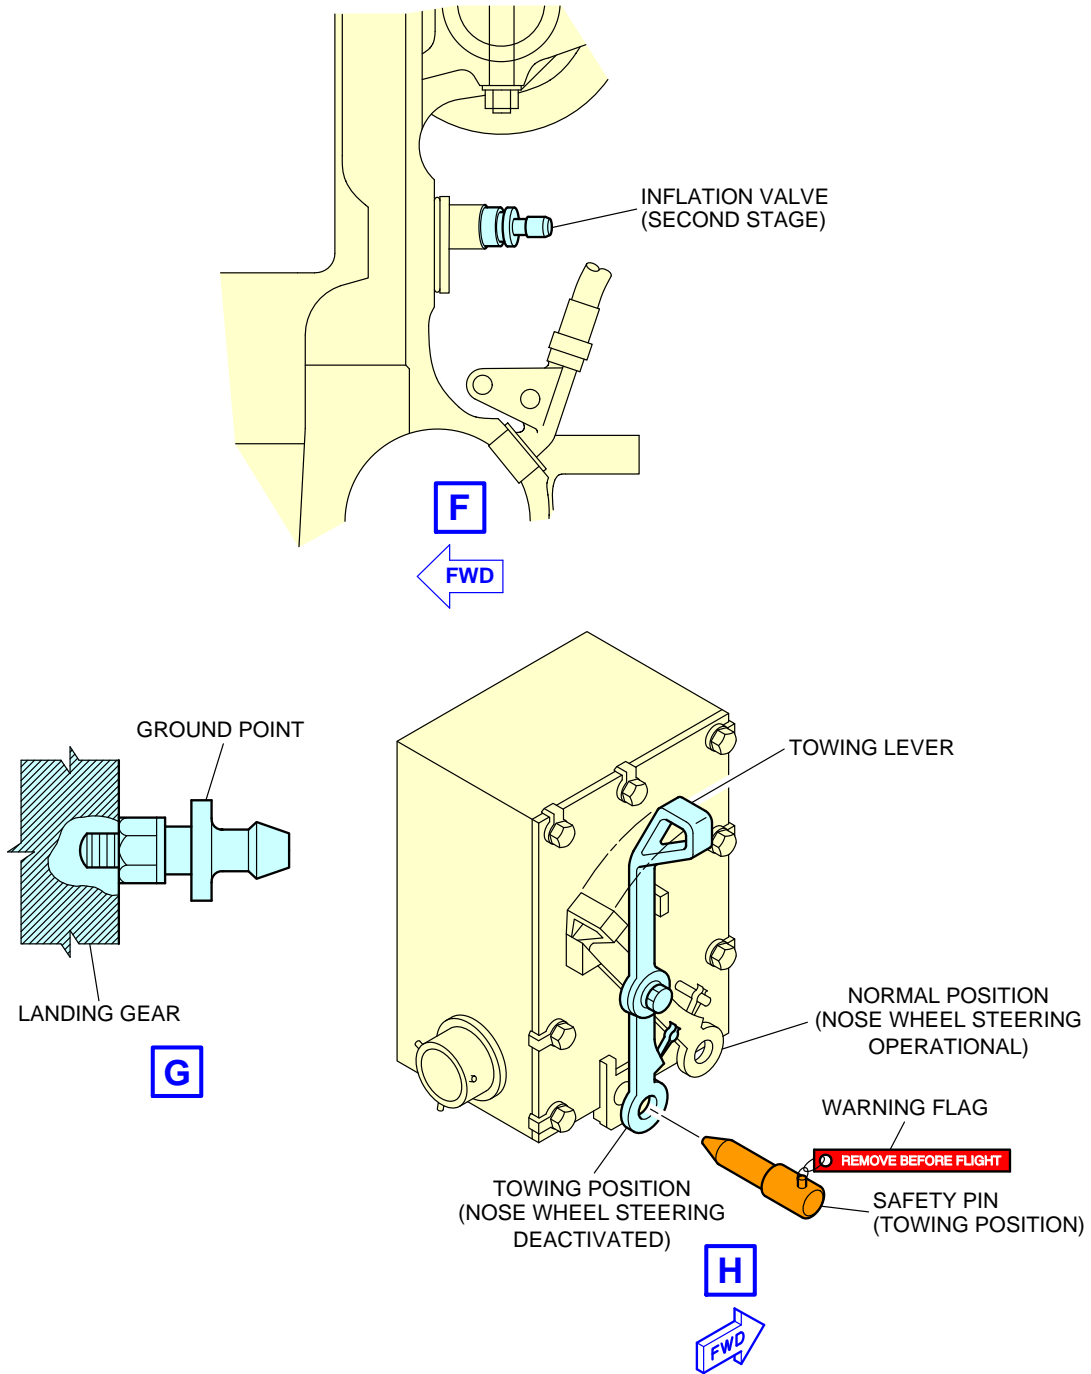 INFLATION VALVE
(SECOND STAGE)
F
FWD
GROUND POINT
LANDING GEAR
G
TOWING LEVER
NORMAL POSITION
(NOSE WHEEL STEERING
OPERATIONAL)
WARNING FLAG
REMOVE BEFORE FLIGHT
SAFETY PIN
(TOWING POSITION)
TOWING POSITION
(NOSE WHEEL STEERING
DEACTIVATED)
H
FWD